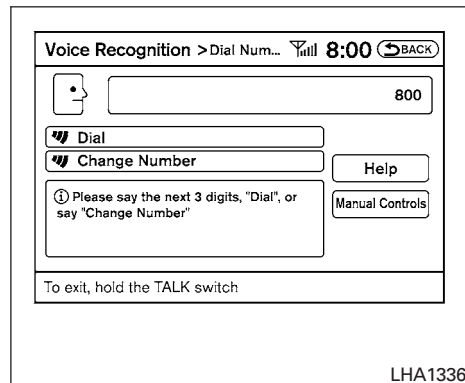 Voice Recognition >Dial Num... 8:00 BACK
800
Dial
Change Number
Help
Please say the next 3 digits, "Dial", or
say "Change Number"
Manual Controls
To exit, hold the TALK switch
LHA1336